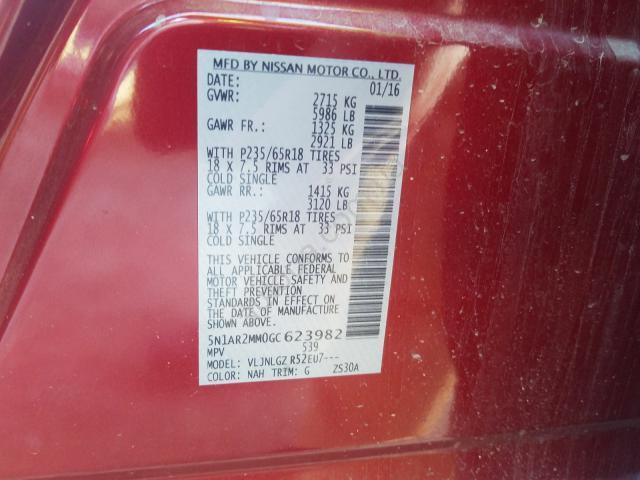 MFD BY NISSAN MOTOR CO., LTD.
DATE: 01/16
GVWR: 2715 KG
5986 LB
GAWR FR.: 1325 KG
2921 LB
WITH P235/65R18 TIRES
18 X 7.5 RIMS AT 33 PSI
COLD SINGLE
GAWR RR.: 1415 KG
3120 LB
WITH P235/65R18 TIRES
18 X 7.5 RIMS AT 33 PSI
COLD SINGLE
THIS VEHICLE CONFORMS TO
ALL APPLICABLE FEDERAL
MOTOR VEHICLE SAFETY AND
THEFT PREVENTION
STANDARDS IN EFFECT ON
THE DATE OF MANUFACTURE
SHOWN ABOVE.
5N1AR2MM0GC623982
MPV 539
MODEL: VLJNLGZ R52EU7---
COLOR: NAH TRIM: G ZS30A